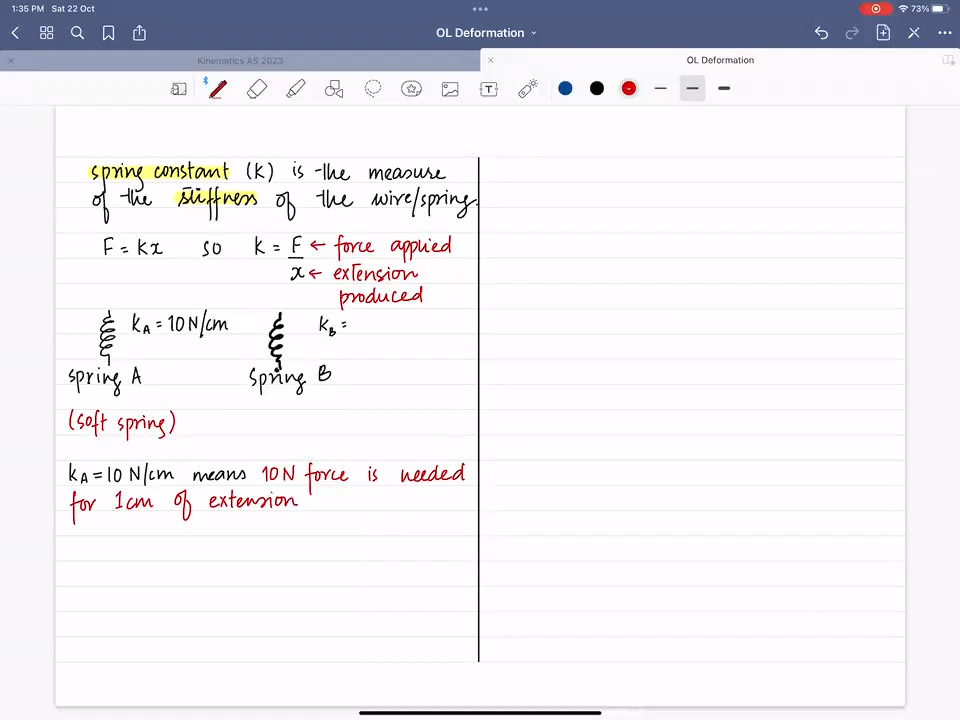 1:35 PM Sat 22 Oct
73%
OL Deformation
Kinematics AS 2023
OL Deformation
T
spring constant (K) is the measure
of the stiffness of the wire/spring.
F = Kx so K = F ← force applied
x ← extension
produced
kA = 10 N/cm kB =
spring A spring B
(soft spring)
kA = 10 N/cm means 10N force is needed
for 1cm of extension